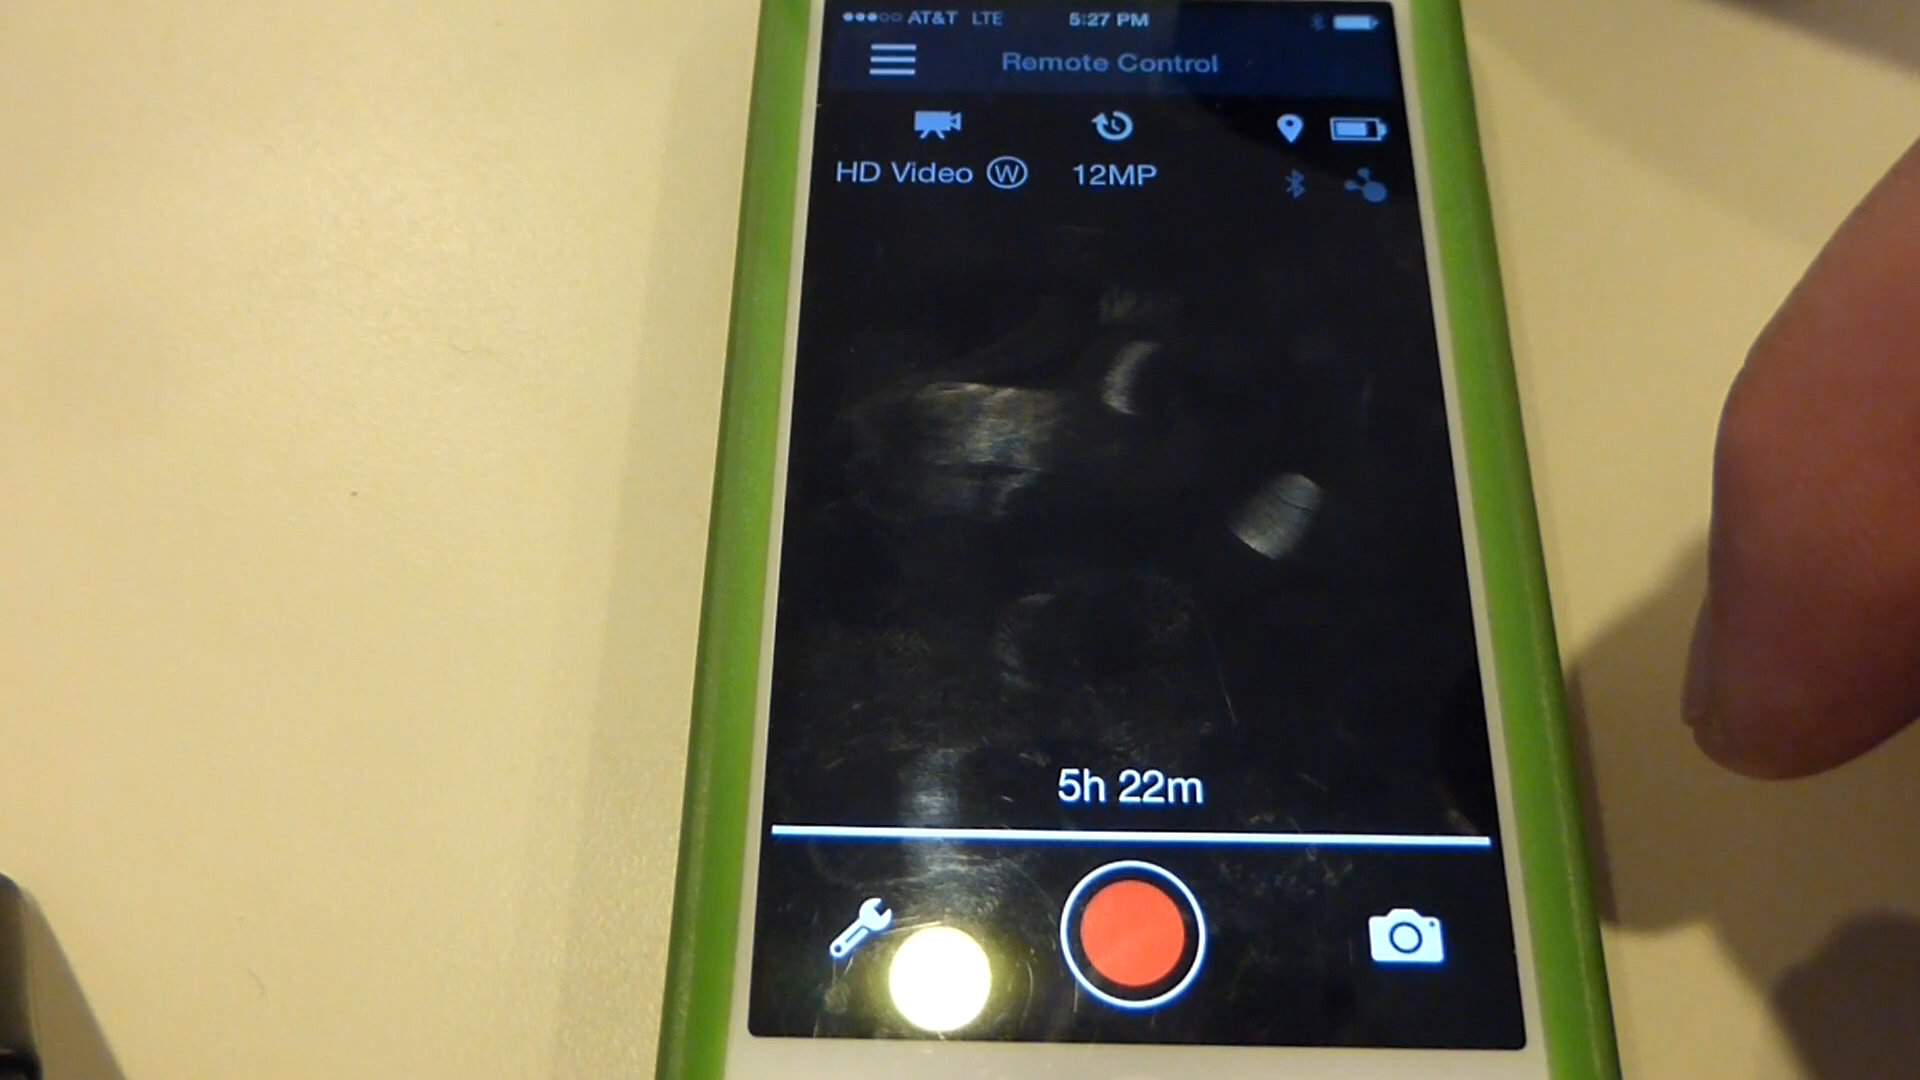 AT&T LTE 5:27 PM
Remote Control
HD Video W 12MP
5h 22m